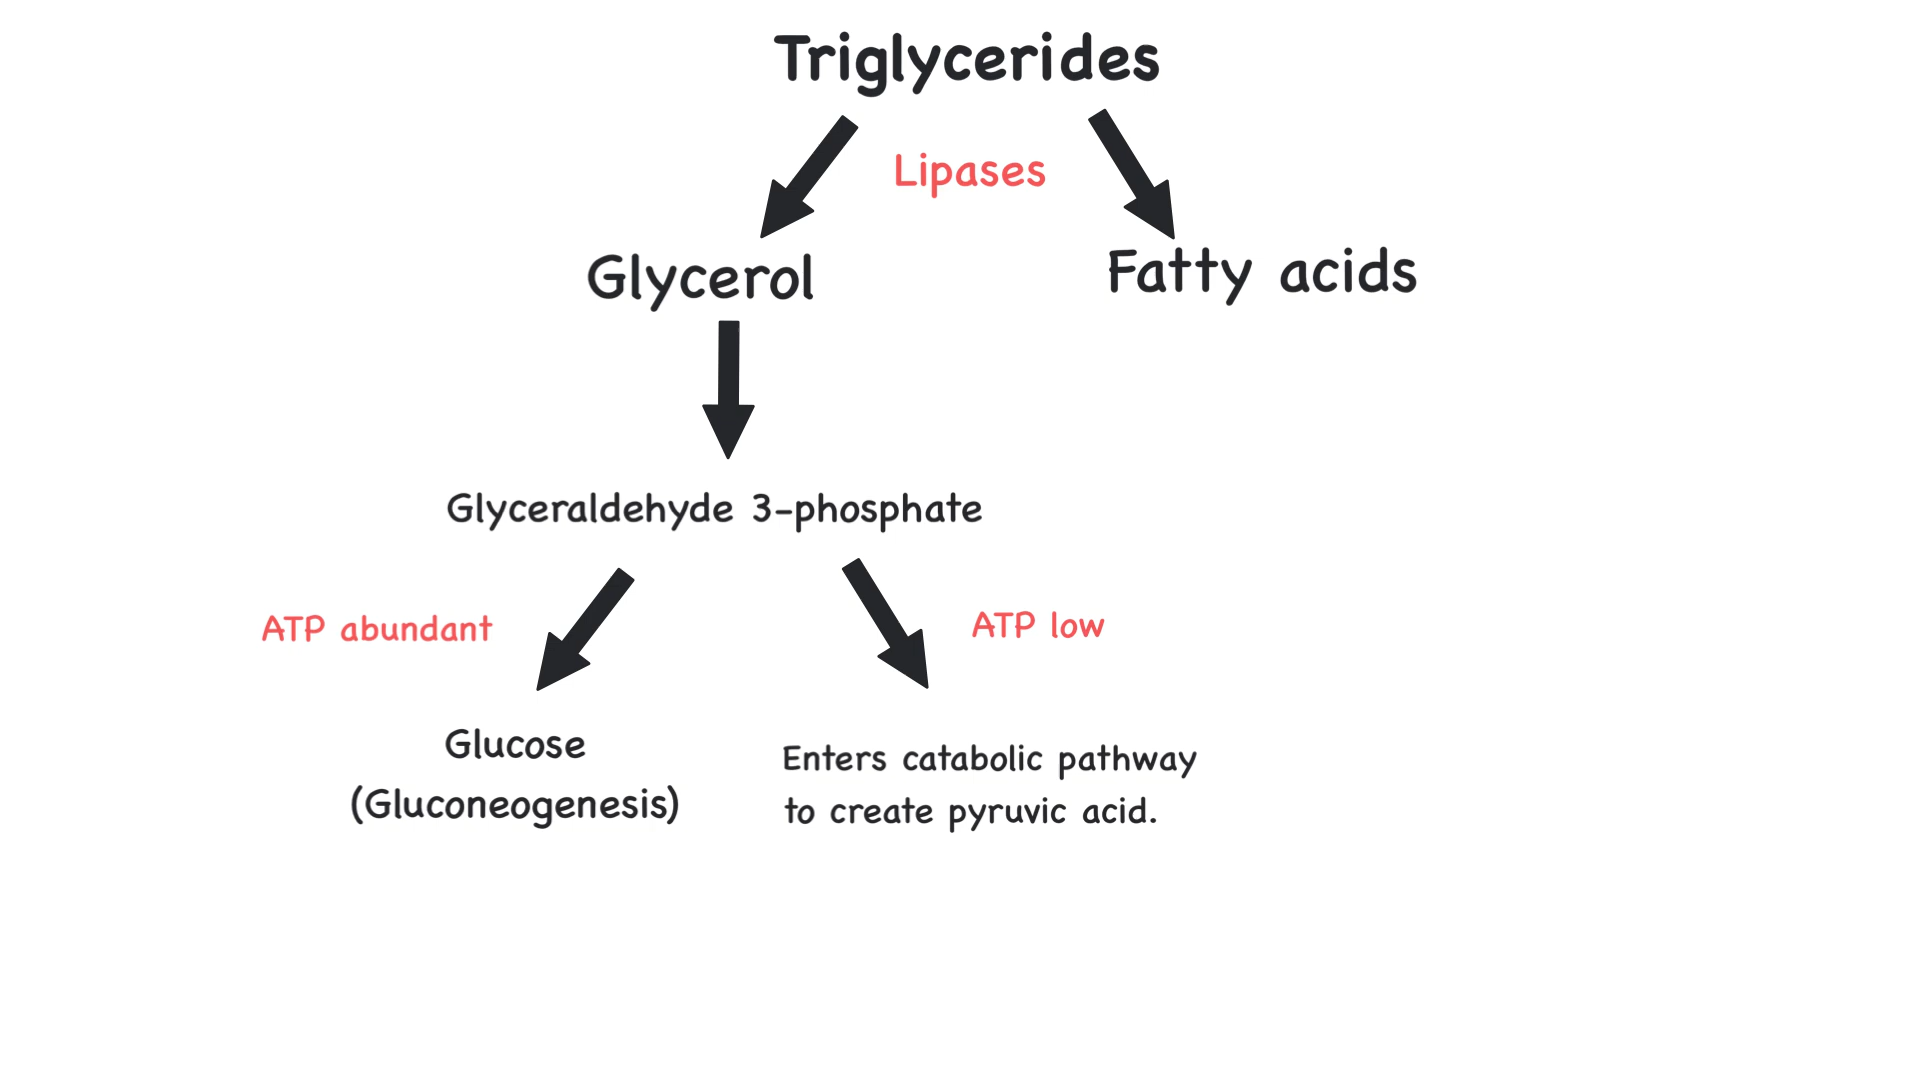 Triglycerides
Lipases
Glycerol
Fatty acids
Glyceraldehyde 3-phosphate
ATP abundant
ATP low
Glucose
(Gluconeogenesis)
Enters catabolic pathway
to create pyruvic acid.